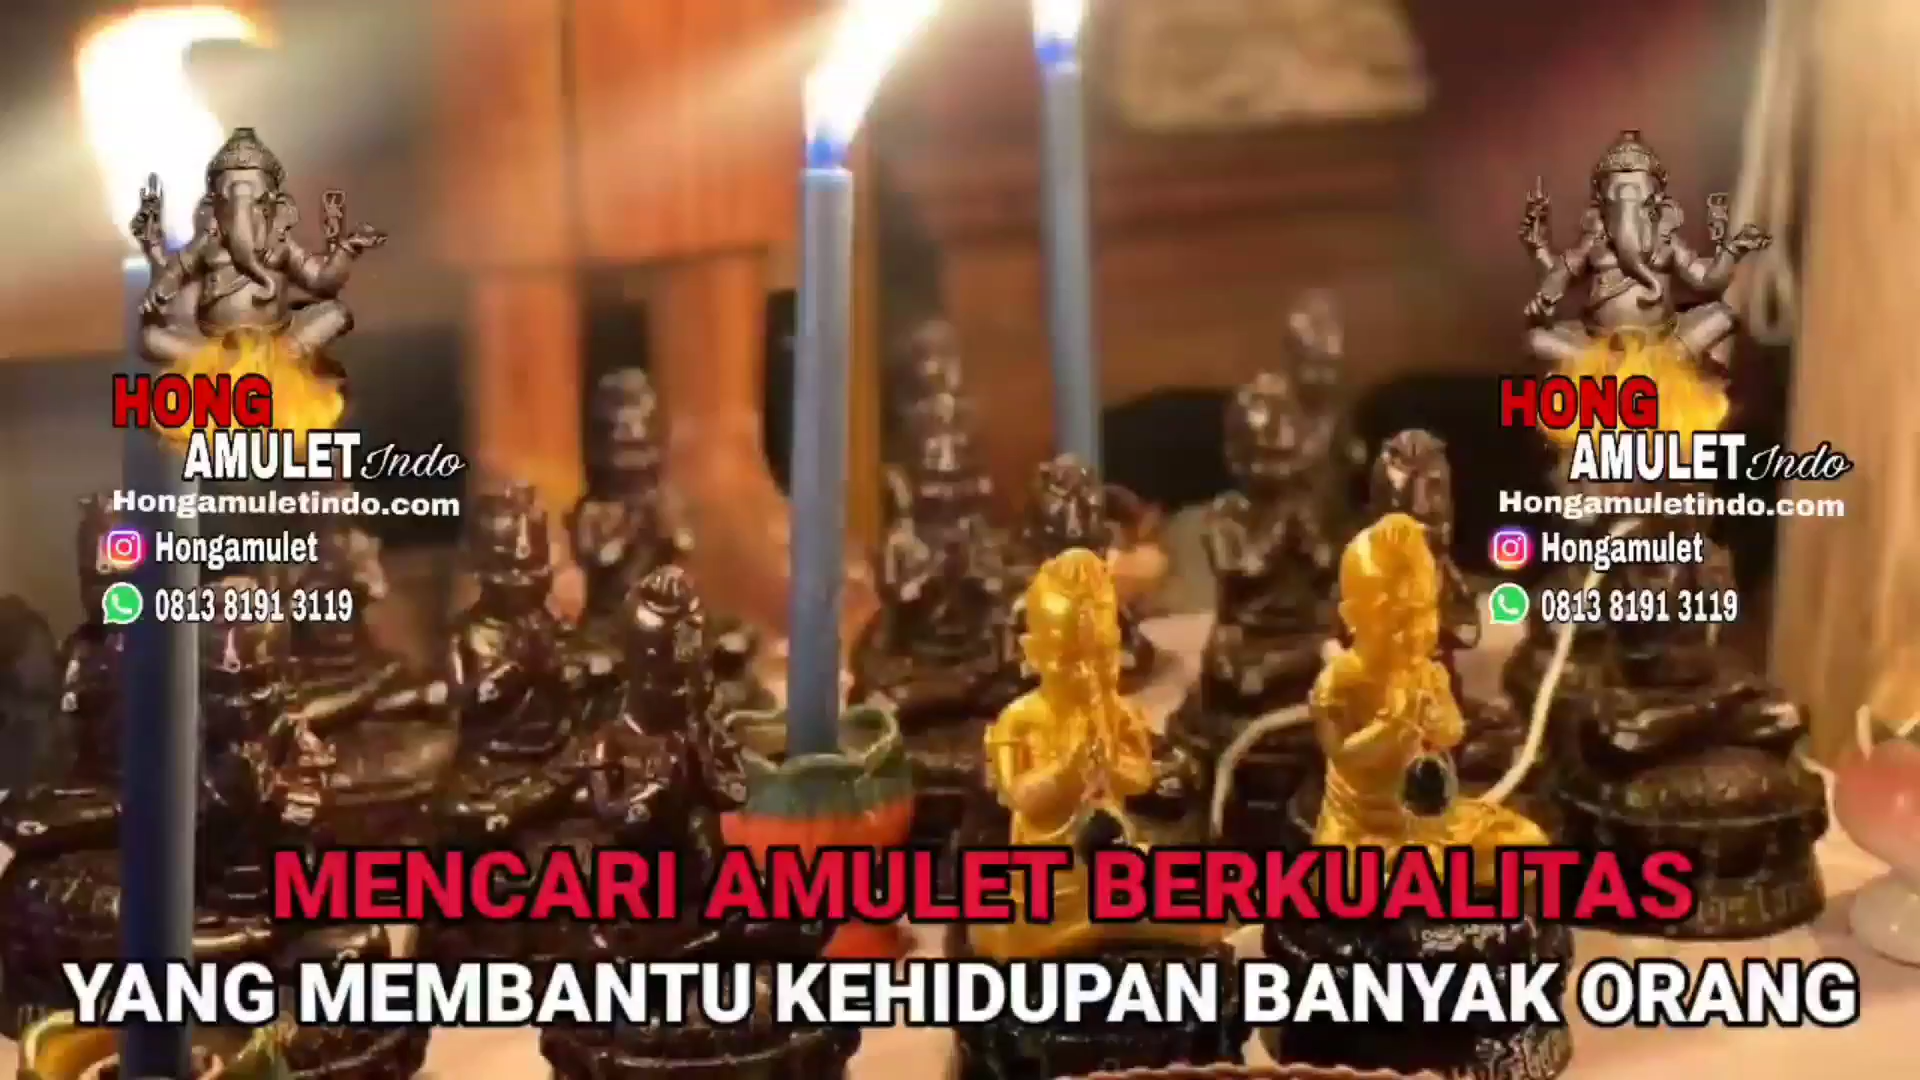 HONG
AMULET Indo
Hongamuletindo.com
Hongamulet
0813 8191 3119
HONG
AMULET Indo
Hongamuletindo.com
Hongamulet
0813 8191 3119
MENCARI AMULET BERKUALITAS
YANG MEMBANTU KEHIDUPAN BANYAK ORANG